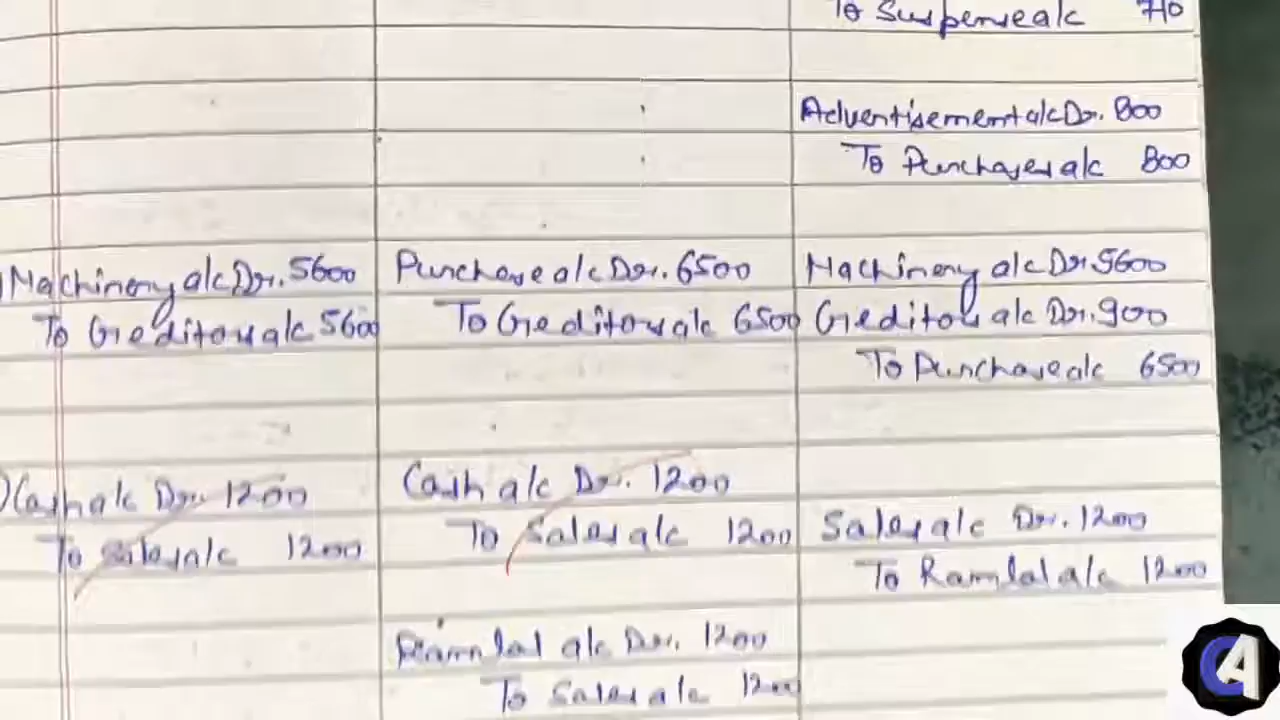 To Suspense a/c 710
Advertisement a/c Dr. 800
To Purchases a/c 800
Machinery a/c Dr. 5600
To Creditors a/c 5600
Purchase a/c Dr. 6500
To Creditors a/c 6500
Machinery a/c Dr. 5600
Creditors a/c Dr. 900
To Purchase a/c 6500
Cash a/c Dr. 1200
To Sales a/c 1200
Cash a/c Dr. 1200
To Sales a/c 1200
Sales a/c Dr. 1200
To Ramlal a/c 1200
Ramlal a/c Dr. 1200
To Sales a/c 1200
CA